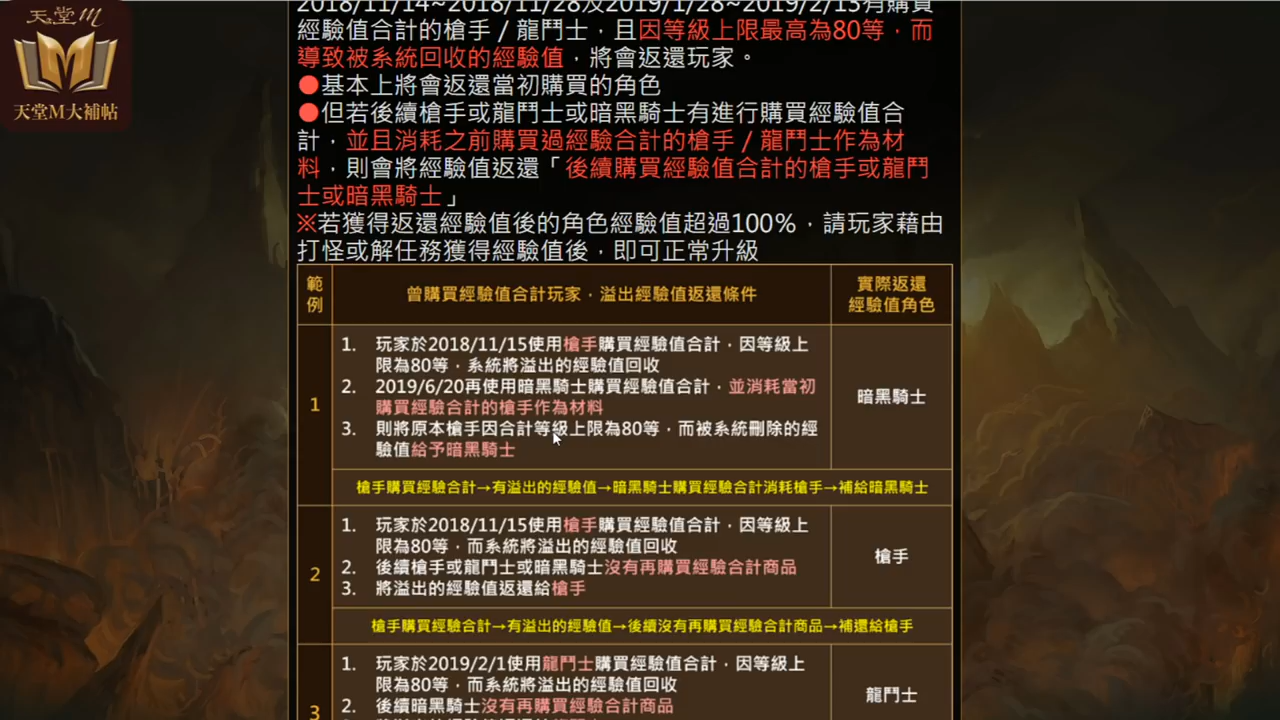 天堂M
天堂M大補帖
2018/11/14~2018/11/28及2019/1/28~2019/2/13有購買
經驗值合計的槍手 / 龍鬥士，且因等級上限最高為80等，而
導致被系統回收的經驗值，將會返還玩家。
●基本上將會返還當初購買的角色
●但若後續槍手或龍鬥士或暗黑騎士有進行購買經驗值合
計，並且消耗之前購買過經驗合計的槍手 / 龍鬥士作為材
料，則會將經驗值返還「後續購買經驗值合計的槍手或龍鬥
士或暗黑騎士」
※若獲得返還經驗值後的角色經驗值超過100%，請玩家藉由
打怪或解任務獲得經驗值後，即可正常升級
範例
曾購買經驗值合計玩家，溢出經驗值返還條件
實際返還
經驗值角色
1
1. 玩家於2018/11/15使用槍手購買經驗值合計，因等級上
限為80等，系統將溢出的經驗值回收
2. 2019/6/20再使用暗黑騎士購買經驗值合計，並消耗當初
購買經驗合計的槍手作為材料
3. 則將原本槍手因合計等級上限為80等，而被系統刪除的經
驗值給予暗黑騎士
暗黑騎士
槍手購買經驗合計→有溢出的經驗值→暗黑騎士購買經驗合計消耗槍手→補給暗黑騎士
2
1. 玩家於2018/11/15使用槍手購買經驗值合計，因等級上
限為80等，而系統將溢出的經驗值回收
2. 後續槍手或龍鬥士或暗黑騎士沒有再購買經驗合計商品
3. 將溢出的經驗值返還給槍手
槍手
槍手購買經驗合計→有溢出的經驗值→後續沒有再購買經驗合計商品→補還給槍手
3
1. 玩家於2019/2/1使用龍鬥士購買經驗值合計，因等級上
限為80等，而系統將溢出的經驗值回收
2. 後續暗黑騎士沒有再購買經驗合計商品
龍鬥士